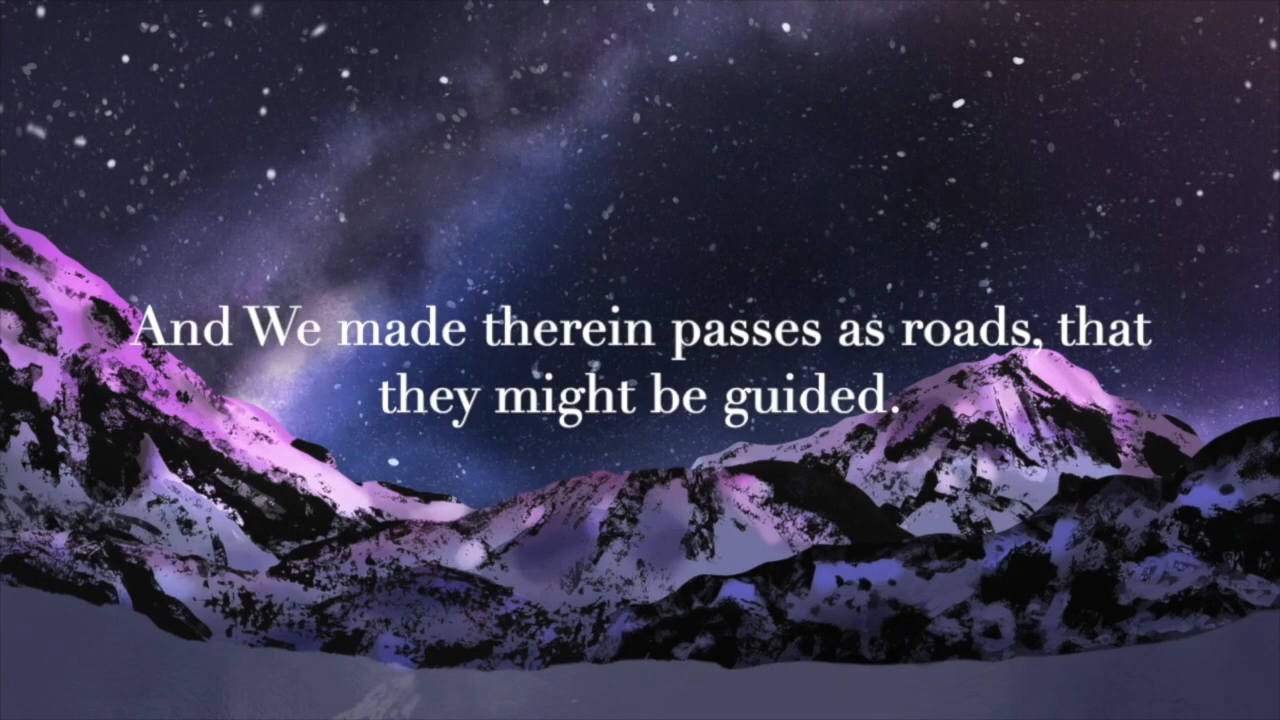 And We made therein passes as roads, that
they might be guided.